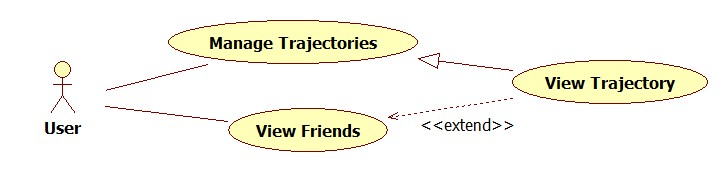 Manage Trajectories
View Trajectory
User
View Friends
<<extend>>